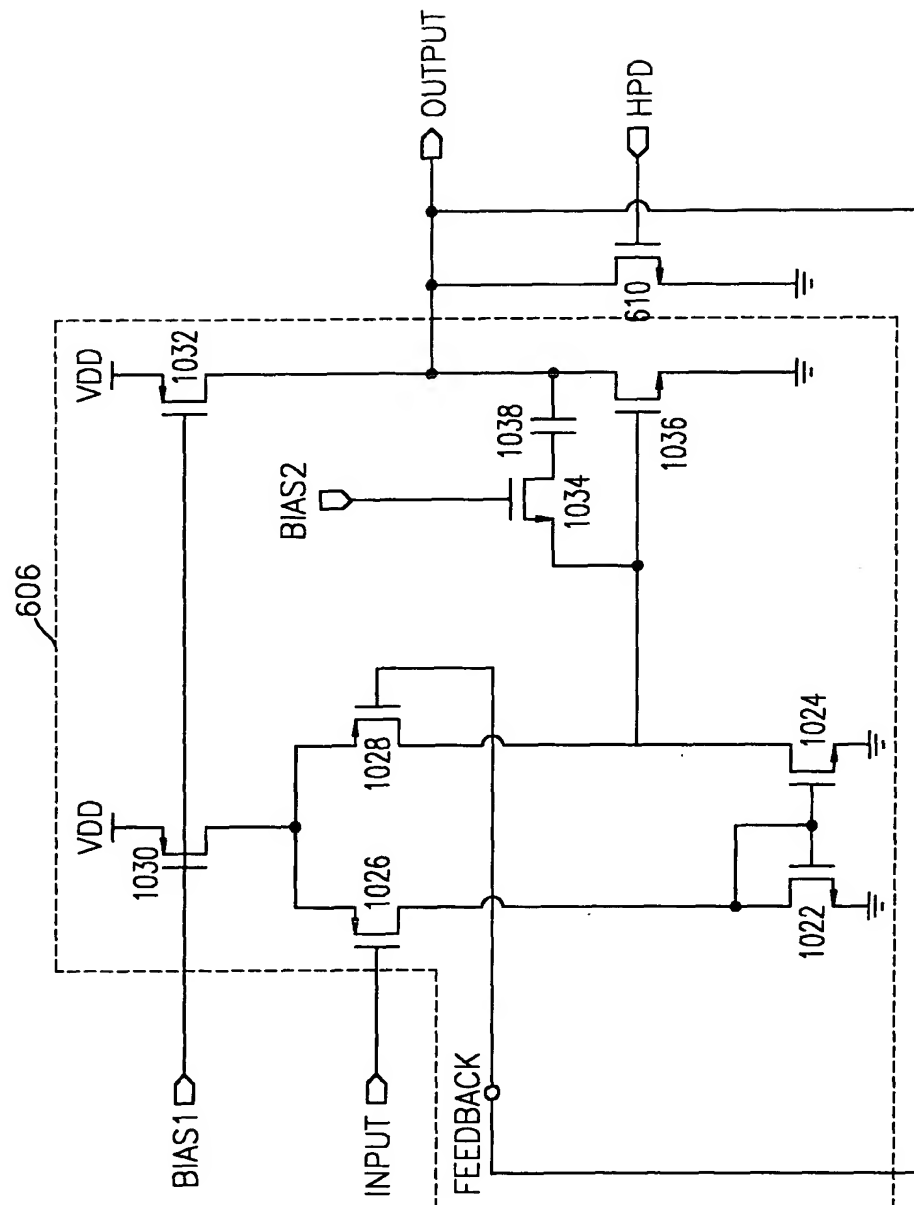 606
VDD
VDD
1032
OUTPUT
1030
BIAS2
1038
HPD
1034
610
1036
1026
1028
1024
1022
BIAS1
INPUT
FEEDBACK